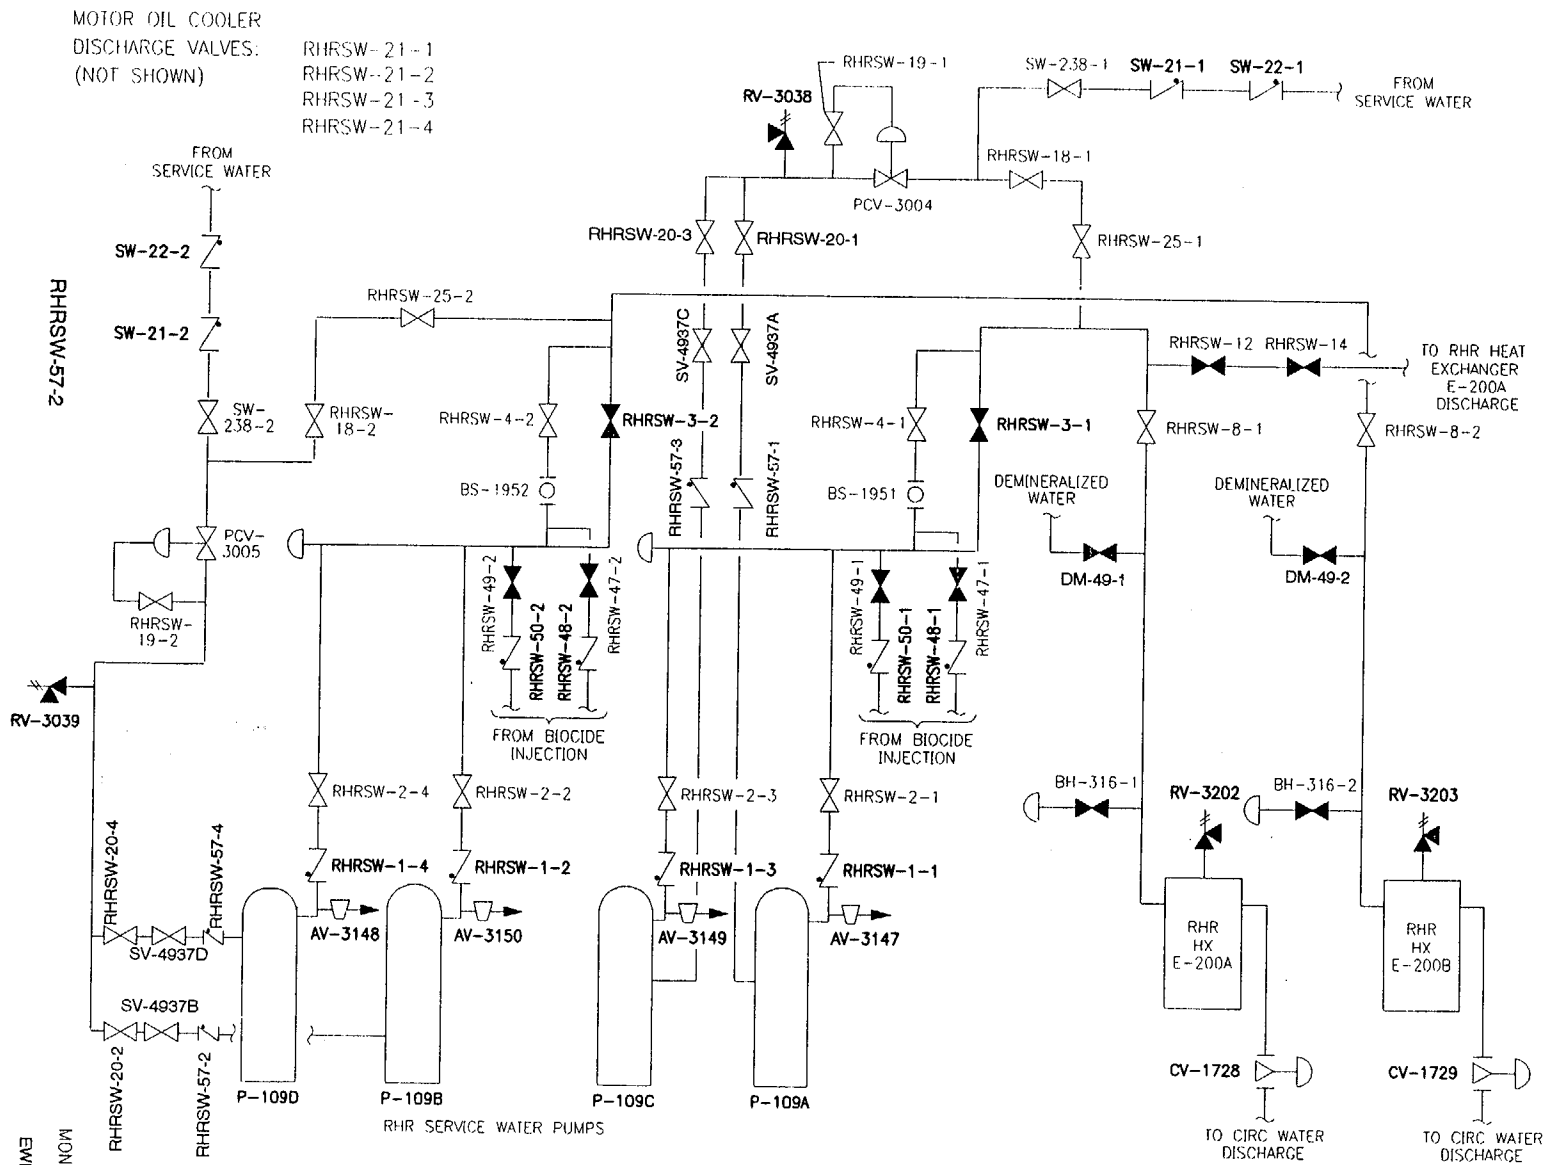 MOTOR OIL COOLER
DISCHARGE VALVES: RHRSW-21-1
(NOT SHOWN) RHRSW-21-2
RHRSW-21-3
RHRSW-21-4
RHRSW-19-1
SW-238-1
SW-21-1
SW-22-1
FROM
SERVICE WATER
RV-3038
FROM
SERVICE WATER
RHRSW-18-1
PCV-3004
SW-22-2
RHRSW-20-3
RHRSW-20-1
RHRSW-25-1
RHRSW-57-2
RHRSW-25-2
SW-21-2
SV-4937C
SV-4937A
RHRSW-12
RHRSW-14
TO RHR HEAT
EXCHANGER
E-200A
DISCHARGE
SW-
238-2
RHRSW-
18-2
RHRSW-4-2
RHRSW-3-2
RHRSW-4-1
RHRSW-3-1
RHRSW-8-1
RHRSW-8-2
RHRSW-57-3
RHRSW-57-1
BS-1952
BS-1951
DEMINERALIZED
WATER
DEMINERALIZED
WATER
PCV-
3005
DM-49-1
DM-49-2
RHRSW-49-2
RHRSW-50-2
RHRSW-48-2
RHRSW-47-2
RHRSW-49-1
RHRSW-50-1
RHRSW-48-1
RHRSW-47-1
RHRSW-
19-2
RV-3039
FROM BIOCIDE
INJECTION
FROM BIOCIDE
INJECTION
RHRSW-2-4
RHRSW-2-2
RHRSW-2-3
RHRSW-2-1
BH-316-1
RV-3202
BH-316-2
RV-3203
RHRSW-20-4
RHRSW-57-4
RHRSW-1-4
RHRSW-1-2
RHRSW-1-3
RHRSW-1-1
AV-3148
AV-3150
AV-3149
AV-3147
SV-4937D
RHR
HX
E-200A
RHR
HX
E-200B
SV-4937B
RHRSW-20-2
RHRSW-57-2
P-109D
P-109B
P-109C
P-109A
CV-1728
CV-1729
RHR SERVICE WATER PUMPS
TO CIRC WATER
DISCHARGE
TO CIRC WATER
DISCHARGE
MON